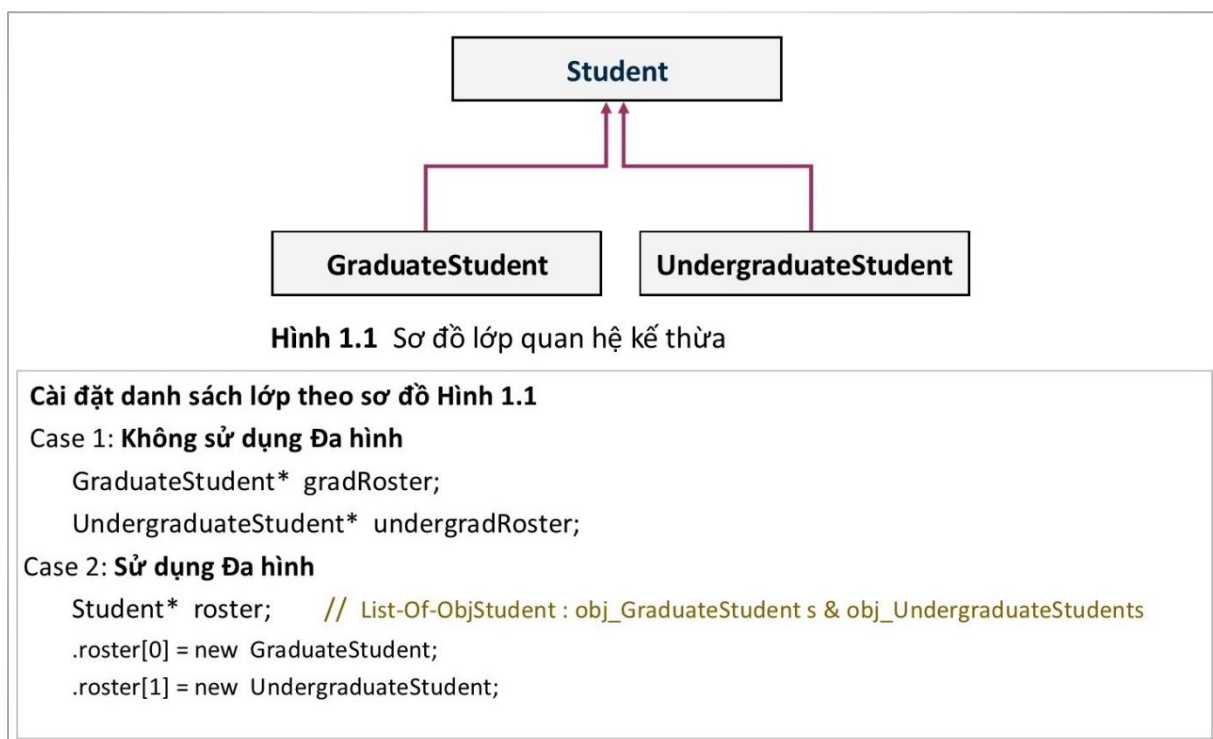 Student
GraduateStudent
UndergraduateStudent
Hình 1.1 Sơ đồ lớp quan hệ kế thừa
Cài đặt danh sách lớp theo sơ đồ Hình 1.1
Case 1: Không sử dụng Đa hình
GraduateStudent* gradRoster;
UndergraduateStudent* undergradRoster;
Case 2: Sử dụng Đa hình
Student* roster; // List-Of-ObjStudent : obj_GraduateStudent s & obj_UndergraduateStudents
.roster[0] = new GraduateStudent;
.roster[1] = new UndergraduateStudent;